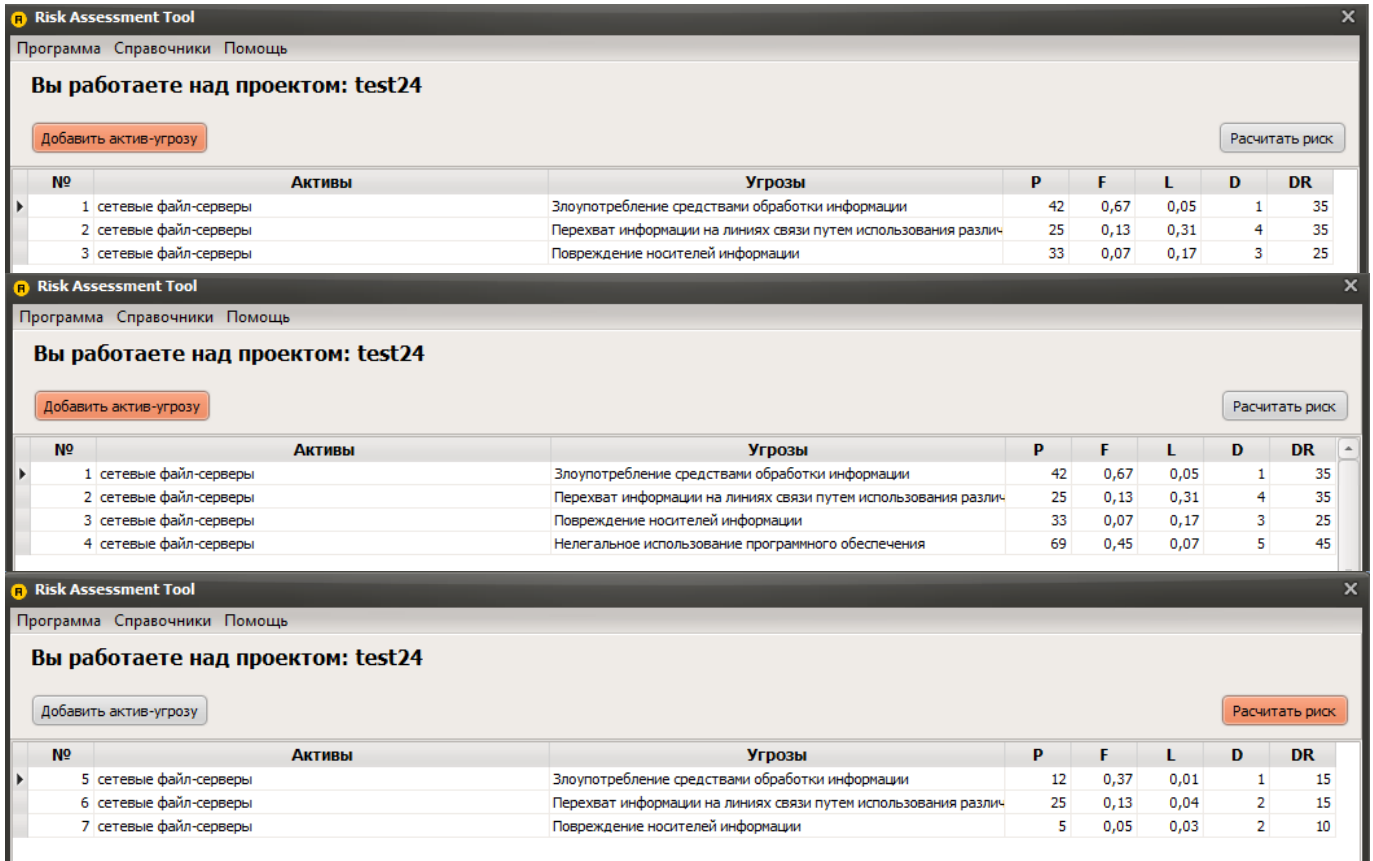 Risk Assessment Tool
Программа Справочники Помощь
Вы работаете над проектом: test24
Добавить актив-угрозу Расчитать риск
№ Активы Угрозы P F L D DR
1 сетевые файл-серверы Злоупотребление средствами обработки информации 42 0,67 0,05 1 35
2 сетевые файл-серверы Перехват информации на линиях связи путем использования различ 25 0,13 0,31 4 35
3 сетевые файл-серверы Повреждение носителей информации 33 0,07 0,17 3 25
Risk Assessment Tool
Программа Справочники Помощь
Вы работаете над проектом: test24
Добавить актив-угрозу Расчитать риск
№ Активы Угрозы P F L D DR
1 сетевые файл-серверы Злоупотребление средствами обработки информации 42 0,67 0,05 1 35
2 сетевые файл-серверы Перехват информации на линиях связи путем использования различ 25 0,13 0,31 4 35
3 сетевые файл-серверы Повреждение носителей информации 33 0,07 0,17 3 25
4 сетевые файл-серверы Нелегальное использование программного обеспечения 69 0,45 0,07 5 45
Risk Assessment Tool
Программа Справочники Помощь
Вы работаете над проектом: test24
Добавить актив-угрозу Расчитать риск
№ Активы Угрозы P F L D DR
5 сетевые файл-серверы Злоупотребление средствами обработки информации 12 0,37 0,01 1 15
6 сетевые файл-серверы Перехват информации на линиях связи путем использования различ 25 0,13 0,04 2 15
7 сетевые файл-серверы Повреждение носителей информации 5 0,05 0,03 2 10